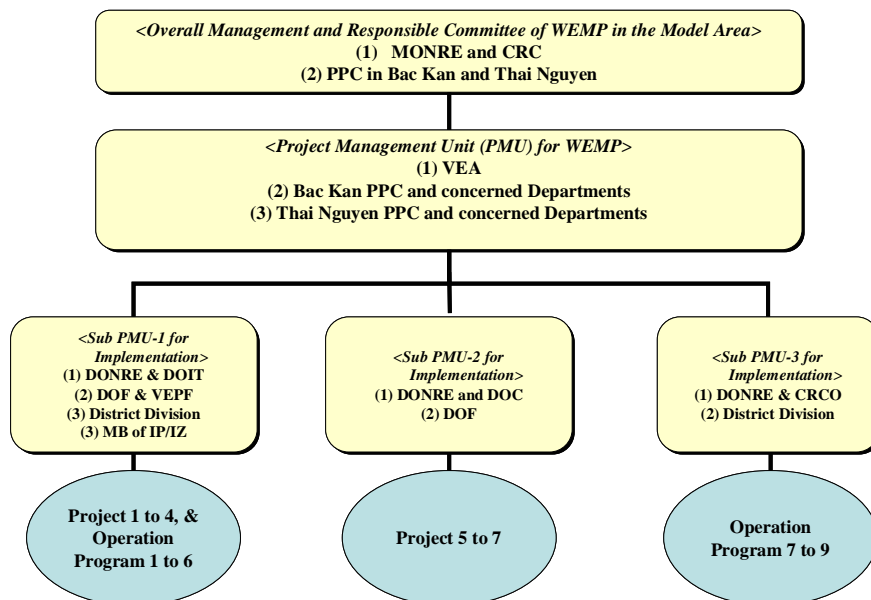 <Overall Management and Responsible Committee of WEMP in the Model Area>
(1) MONRE and CRC
(2) PPC in Bac Kan and Thai Nguyen
<Project Management Unit (PMU) for WEMP>
(1) VEA
(2) Bac Kan PPC and concerned Departments
(3) Thai Nguyen PPC and concerned Departments
<Sub PMU-1 for
Implementation>
(1) DONRE & DOIT
(2) DOF & VEPF
(3) District Division
(3) MB of IP/IZ
<Sub PMU-2 for
Implementation>
(1) DONRE and DOC
(2) DOF
<Sub PMU-3 for
Implementation>
(1) DONRE & CRCO
(2) District Division
Project 1 to 4, &
Operation
Program 1 to 6
Project 5 to 7
Operation
Program 7 to 9